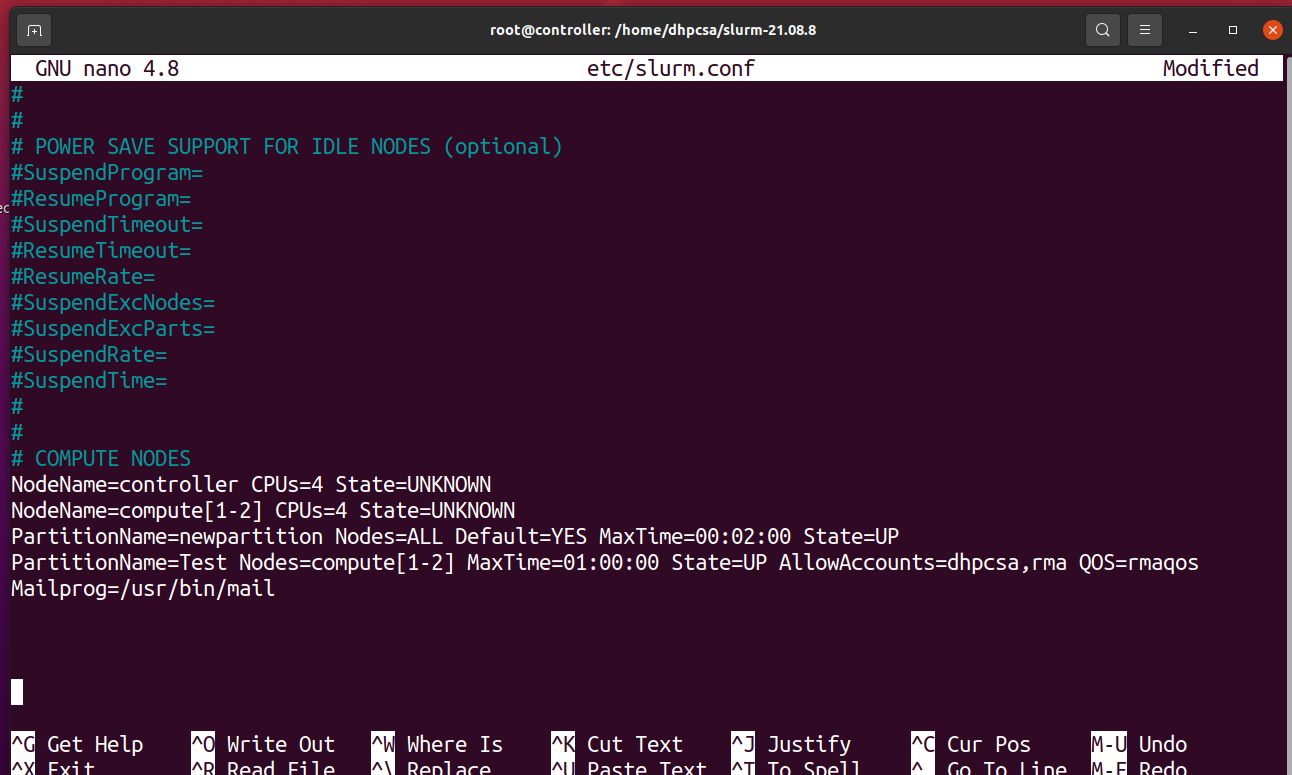 root@controller: /home/dhpcsa/slurm-21.08.8
GNU nano 4.8 etc/slurm.conf Modified
#
#
# POWER SAVE SUPPORT FOR IDLE NODES (optional)
#SuspendProgram=
#ResumeProgram=
#SuspendTimeout=
#ResumeTimeout=
#ResumeRate=
#SuspendExcNodes=
#SuspendExcParts=
#SuspendRate=
#SuspendTime=
#
#
# COMPUTE NODES
NodeName=controller CPUs=4 State=UNKNOWN
NodeName=compute[1-2] CPUs=4 State=UNKNOWN
PartitionName=newpartition Nodes=ALL Default=YES MaxTime=00:02:00 State=UP
PartitionName=Test Nodes=compute[1-2] MaxTime=01:00:00 State=UP AllowAccounts=dhpcsa,rma QOS=rmaqos
Mailprog=/usr/bin/mail
^G Get Help ^O Write Out ^W Where Is ^K Cut Text ^J Justify ^C Cur Pos M-U Undo
^X Exit ^R Read File ^\ Replace ^U Paste Text ^T To Spell ^_ Go To Line M-E Redo